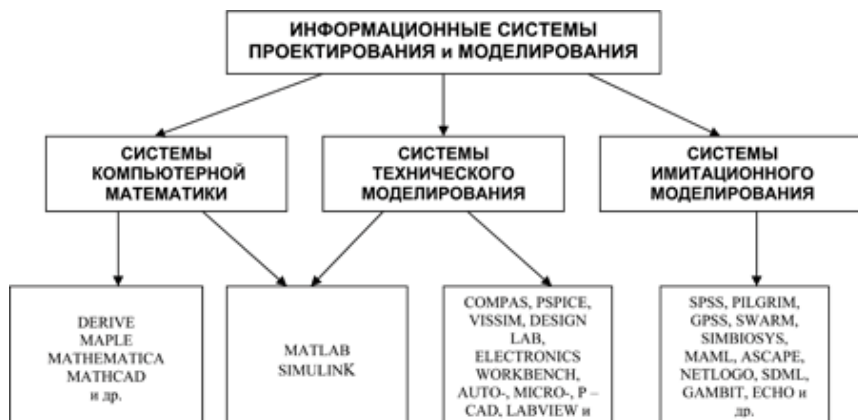 ИНФОРМАЦИОННЫЕ СИСТЕМЫ
ПРОЕКТИРОВАНИЯ и МОДЕЛИРОВАНИЯ
СИСТЕМЫ
КОМПЬЮТЕРНОЙ
МАТЕМАТИКИ
СИСТЕМЫ
ТЕХНИЧЕСКОГО
МОДЕЛИРОВАНИЯ
СИСТЕМЫ
ИМИТАЦИОННОГО
МОДЕЛИРОВАНИЯ
DERIVE
MAPLE
MATHEMATICA
MATHCAD
и др.
MATLAB
SIMULINK
COMPAS, PSPICE,
VISSIM, DESIGN
LAB,
ELECTRONICS
WORKBENCH,
AUTO-, MICRO-, P –
CAD, LABVIEW и
SPSS, PILGRIM,
GPSS, SWARM,
SIMBIOSYS,
MAML, ASCAPE,
NETLOGO, SDML,
GAMBIT, ECHO и
др.